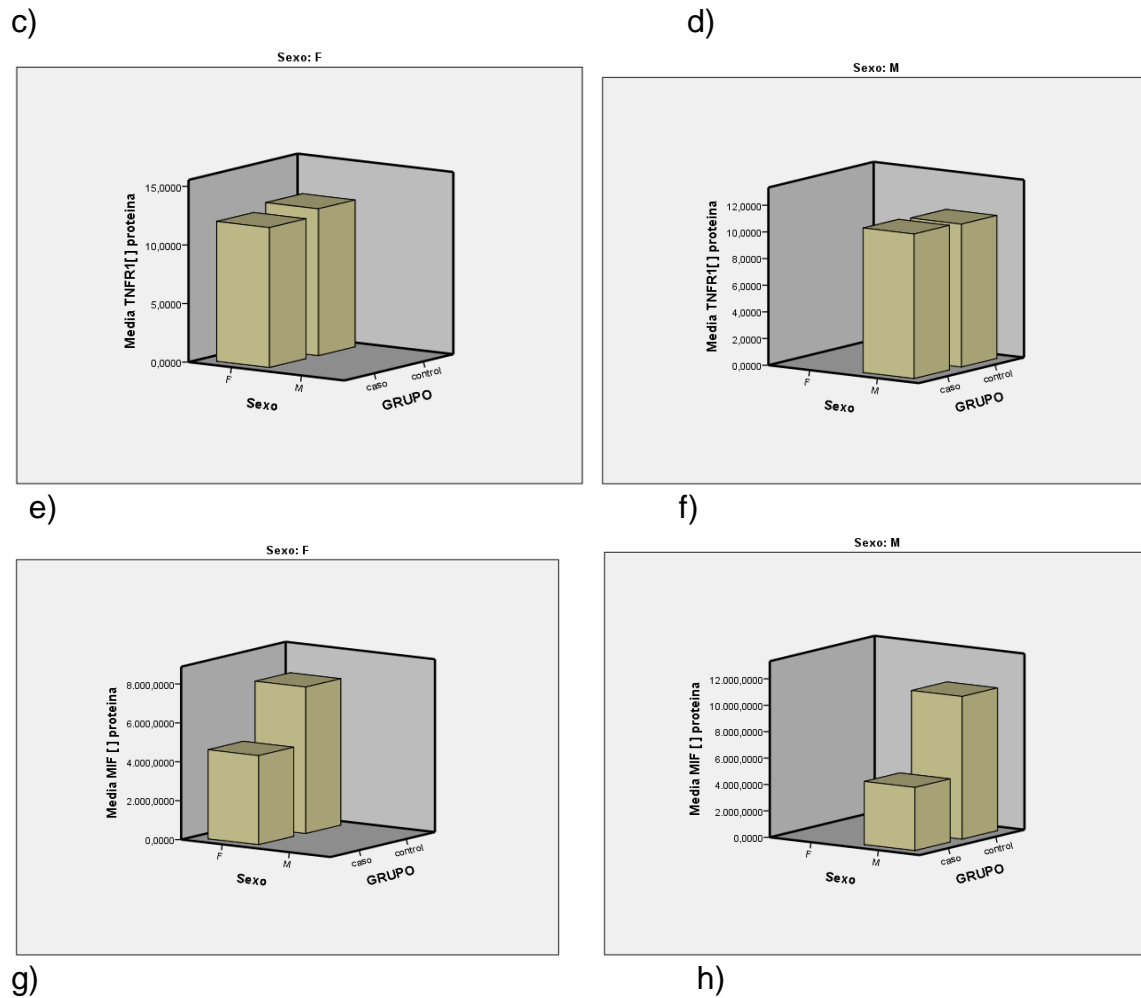 c)
Sexo: F
Media TNFR1[ ] proteina
15,0000
10,0000
5,0000
0,0000
F
M
Sexo
caso
control
GRUPO
d)
Sexo: M
Media TNFR1[ ] proteina
12,0000
10,0000
8,0000
6,0000
4,0000
2,0000
0,0000
F
M
Sexo
caso
control
GRUPO
e)
Sexo: F
Media MIF [ ] proteina
8.000,0000
6.000,0000
4.000,0000
2.000,0000
0,0000
F
M
Sexo
caso
control
GRUPO
f)
Sexo: M
Media MIF [ ] proteina
12.000,0000
10.000,0000
8.000,0000
6.000,0000
4.000,0000
2.000,0000
0,0000
F
M
Sexo
caso
control
GRUPO
g)
h)